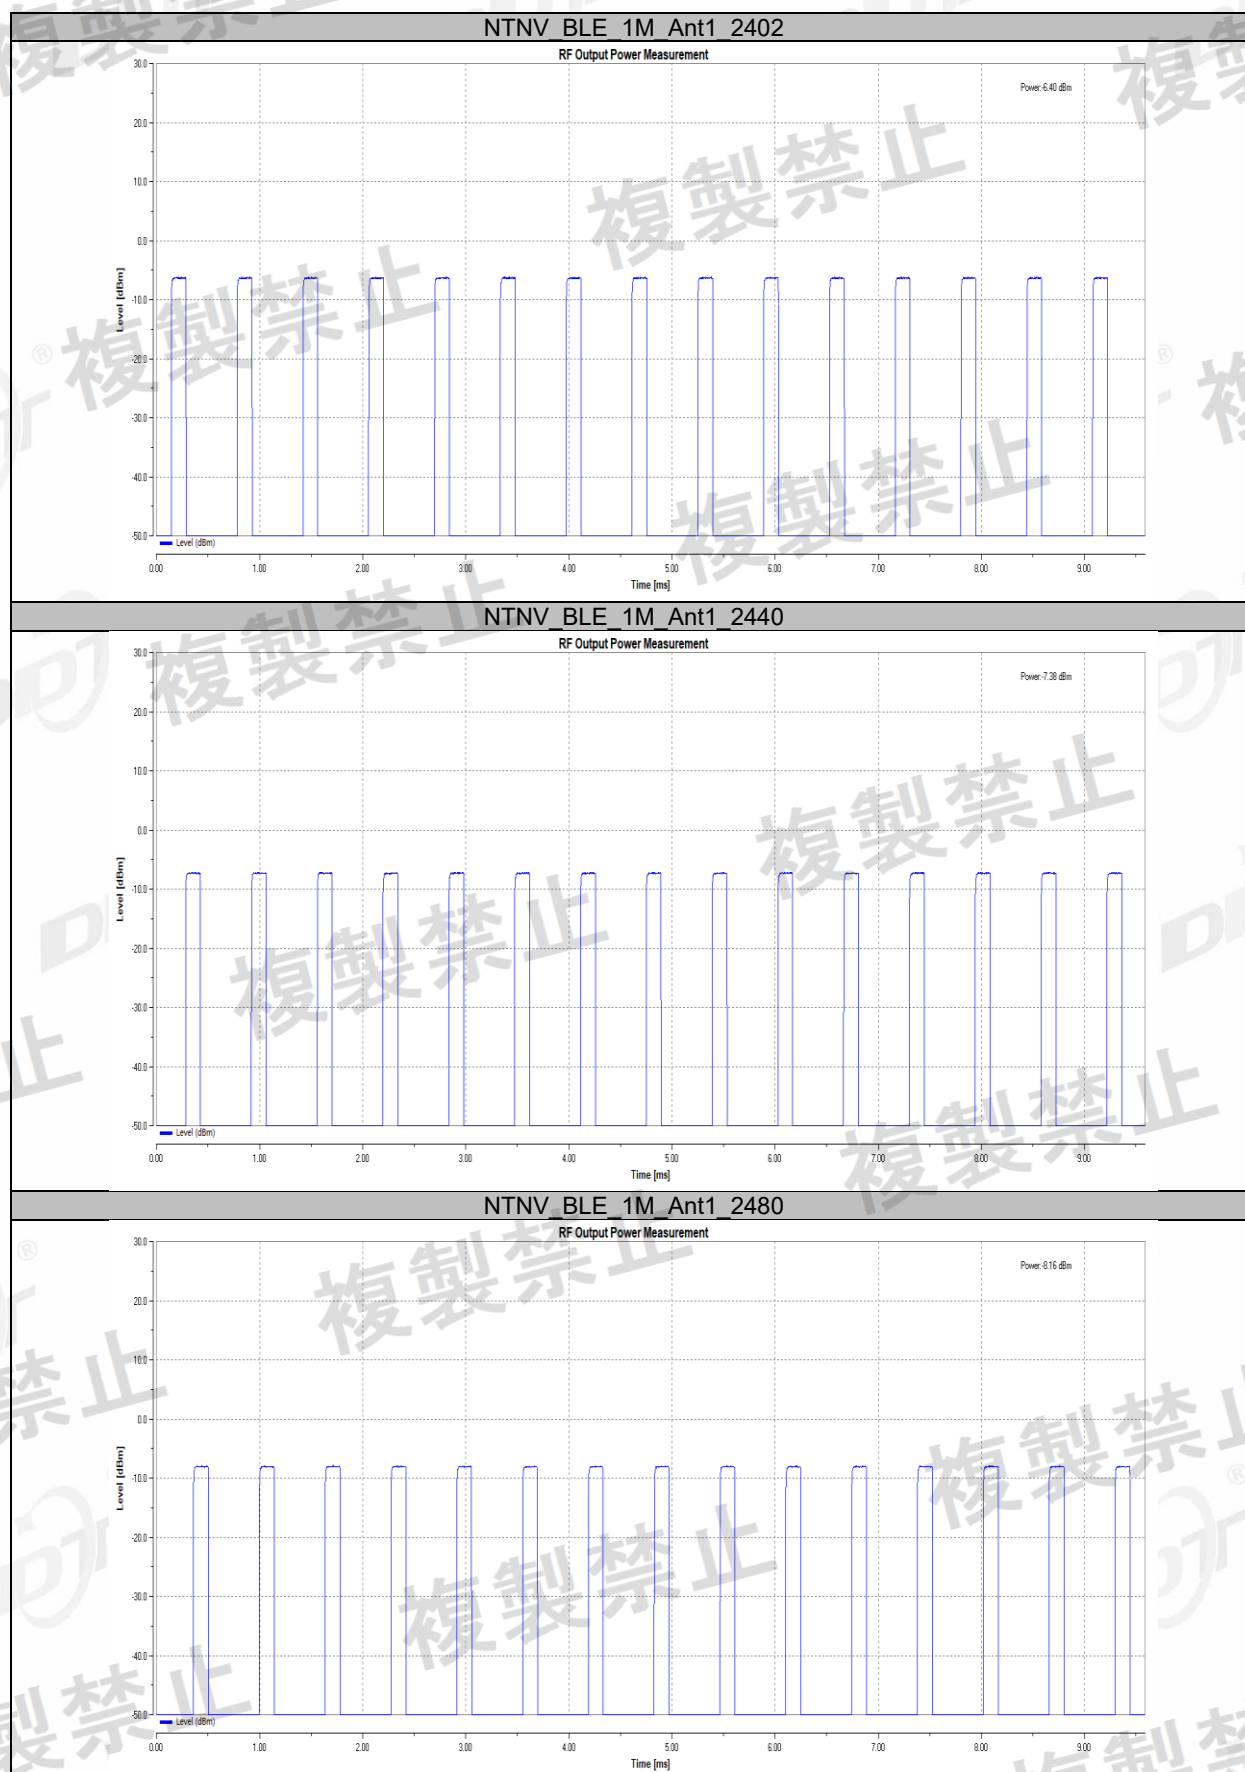 NTNV_BLE_1M_Ant1_2402
RF Output Power Measurement
Power:-6.40 dBm
30.0
20.0
10.0
0.0
-10.0
-20.0
-30.0
-40.0
-50.0
Level [dBm]
Level (dBm)
0.00 1.00 2.00 3.00 4.00 5.00 6.00 7.00 8.00 9.00
Time [ms]
NTNV_BLE_1M_Ant1_2440
RF Output Power Measurement
Power:-7.38 dBm
30.0
20.0
10.0
0.0
-10.0
-20.0
-30.0
-40.0
-50.0
Level [dBm]
Level (dBm)
0.00 1.00 2.00 3.00 4.00 5.00 6.00 7.00 8.00 9.00
Time [ms]
NTNV_BLE_1M_Ant1_2480
RF Output Power Measurement
Power:-8.16 dBm
30.0
20.0
10.0
0.0
-10.0
-20.0
-30.0
-40.0
-50.0
Level [dBm]
Level (dBm)
0.00 1.00 2.00 3.00 4.00 5.00 6.00 7.00 8.00 9.00
Time [ms]
複製禁止
複製禁止
複製禁止
複製禁止
複製禁止
複製禁止
複製禁止
複製禁止
複製禁止
複製禁止